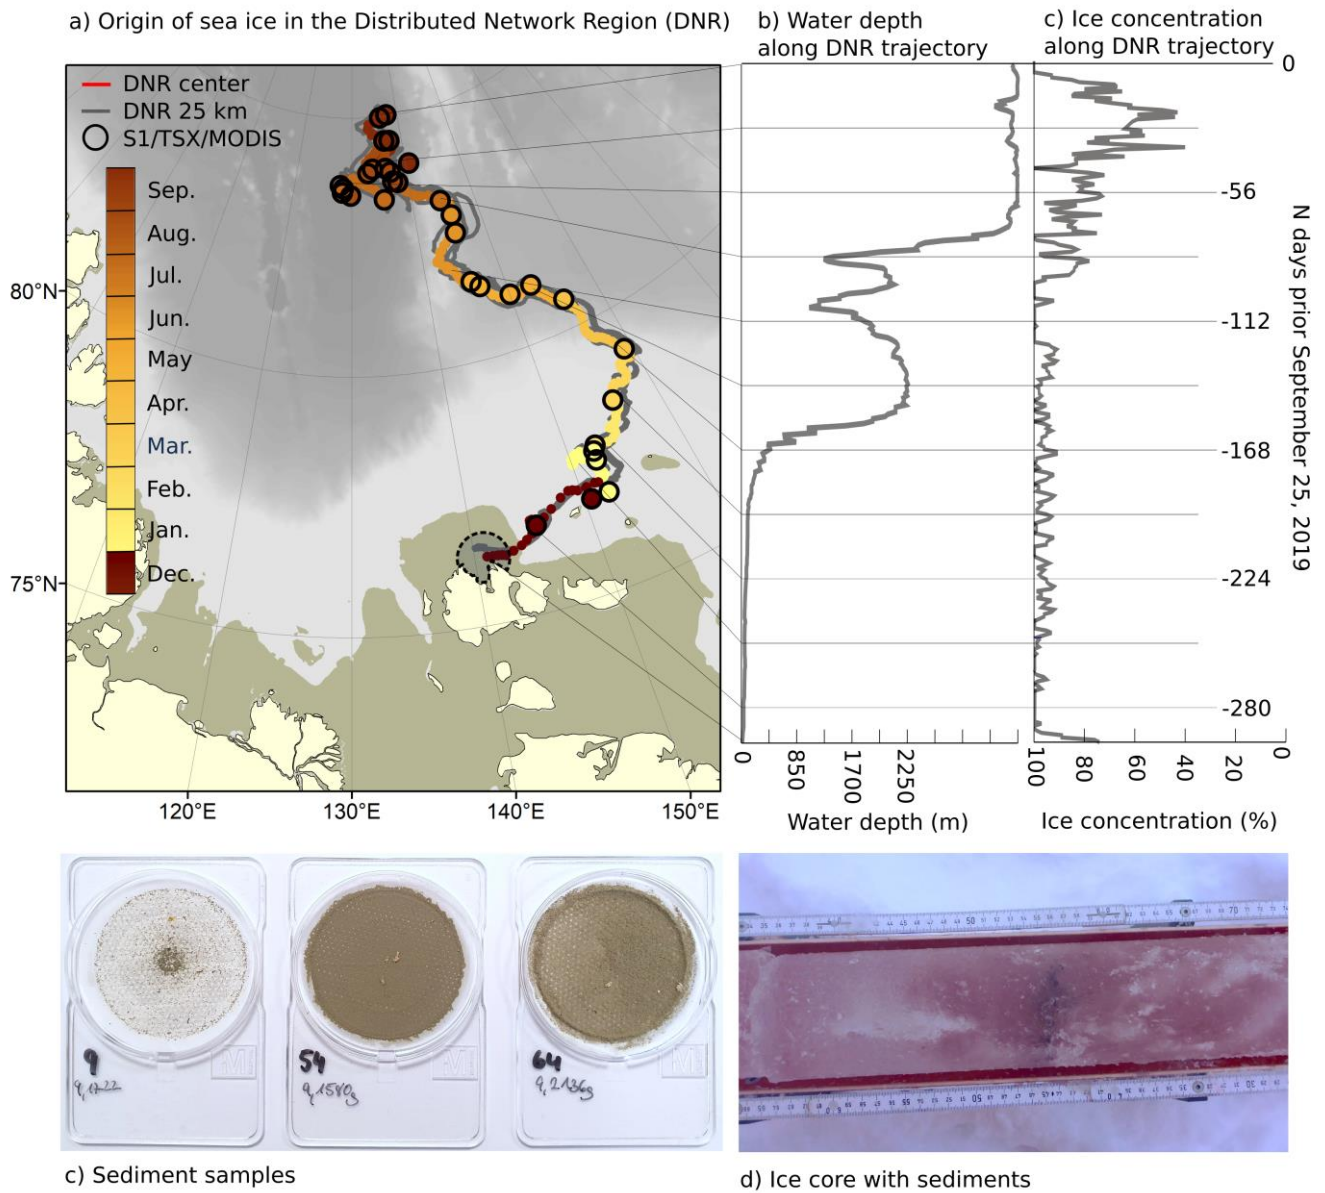 a) Origin of sea ice in the Distributed Network Region (DNR)
b) Water depth
along DNR trajectory
c) Ice concentration
along DNR trajectory
DNR center
DNR 25 km
S1/TSX/MODIS
Sep.
Aug.
Jul.
Jun.
May
Apr.
Mar.
Feb.
Jan.
Dec.
80°N
75°N
120°E
130°E
140°E
150°E
0
850
1700
2250
Water depth (m)
100
80
60
40
20
0
Ice concentration (%)
0
-56
-112
-168
-224
-280
N days prior September 25, 2019
9
54
0,1580g
64
0,2136g
c) Sediment samples
d) Ice core with sediments